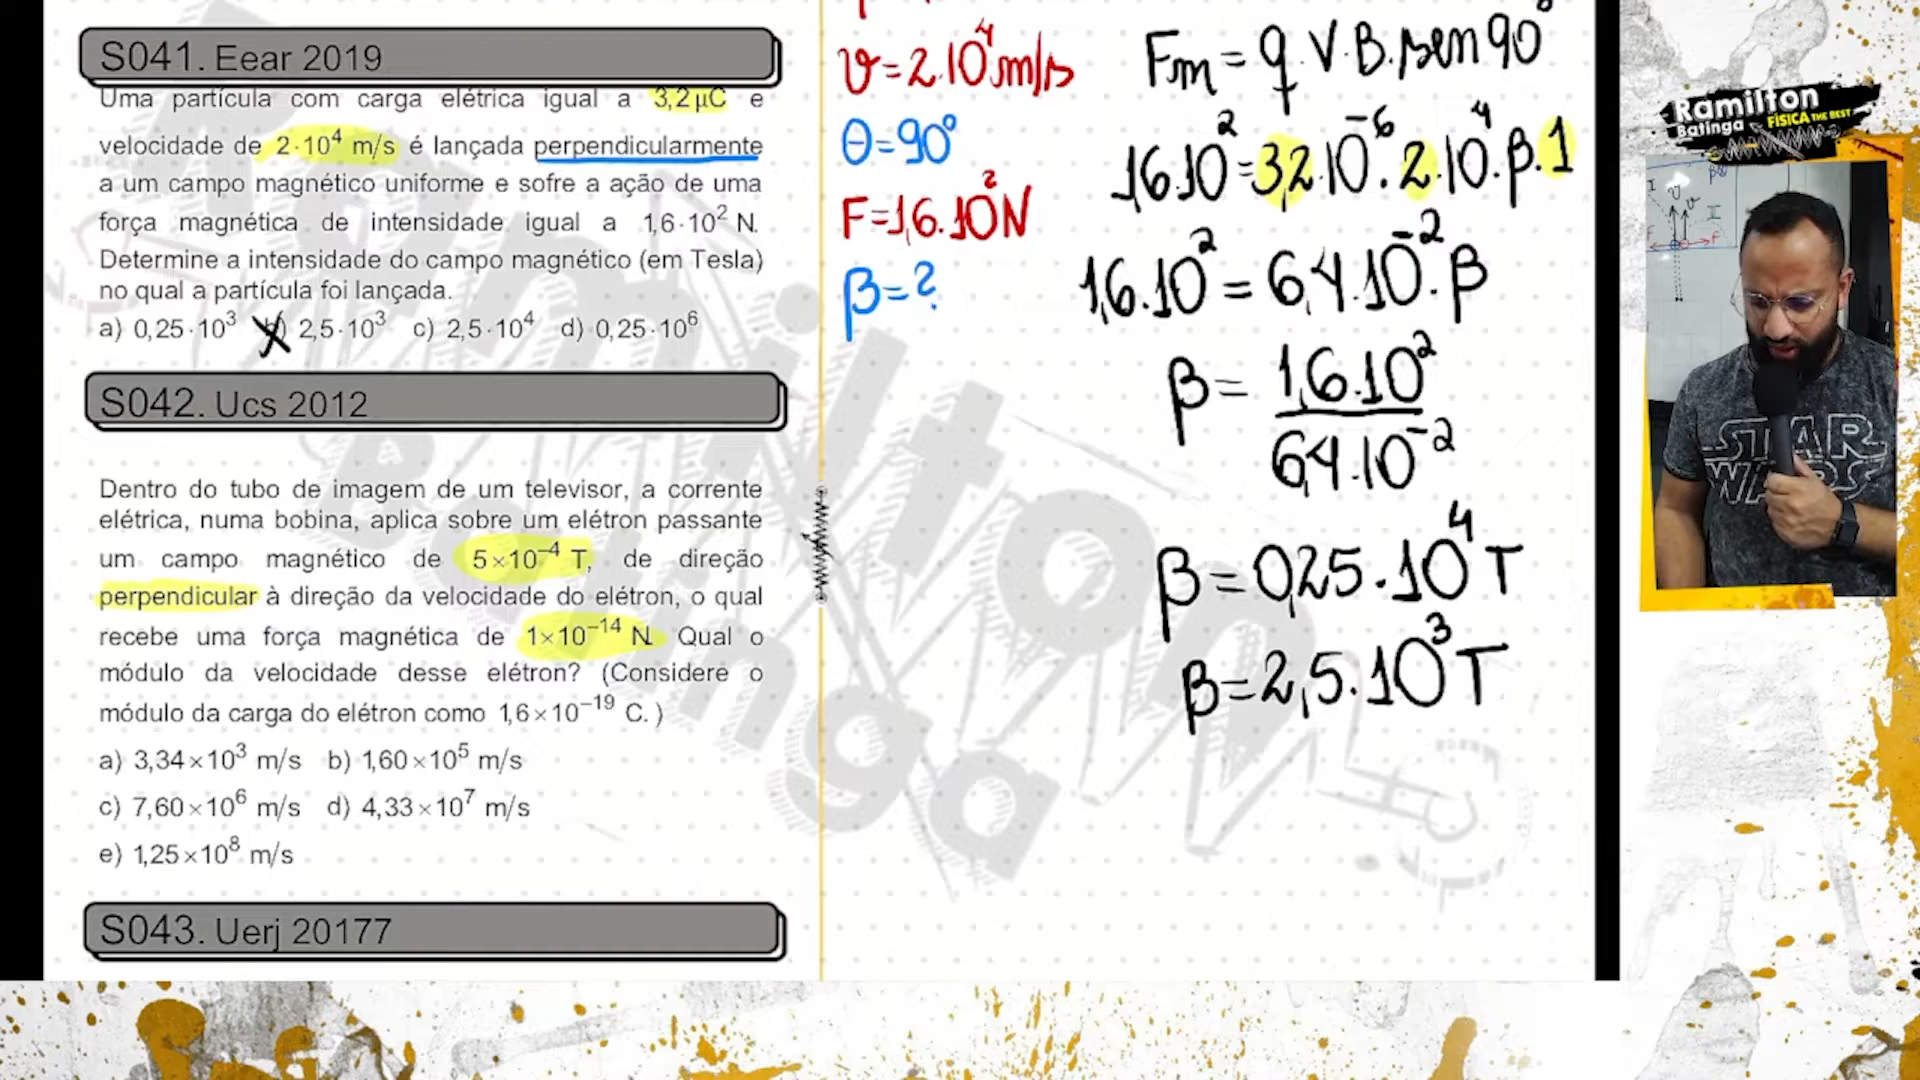 S041. Eear 2019
Uma partícula com carga elétrica igual a 3,2 μC e
velocidade de 2·10⁴ m/s é lançada perpendicularmente
a um campo magnético uniforme e sofre a ação de uma
força magnética de intensidade igual a 1,6·10² N.
Determine a intensidade do campo magnético (em Tesla)
no qual a partícula foi lançada.
a) 0,25·10³ b) 2,5·10³ c) 2,5·10⁴ d) 0,25·10⁶
S042. Ucs 2012
Dentro do tubo de imagem de um televisor, a corrente
elétrica, numa bobina, aplica sobre um elétron passante
um campo magnético de 5×10⁻⁴ T, de direção
perpendicular à direção da velocidade do elétron, o qual
recebe uma força magnética de 1×10⁻¹⁴ N. Qual o
módulo da velocidade desse elétron? (Considere o
módulo da carga do elétron como 1,6×10⁻¹⁹ C.)
a) 3,34×10³ m/s b) 1,60×10⁵ m/s
c) 7,60×10⁶ m/s d) 4,33×10⁷ m/s
e) 1,25×10⁸ m/s
S043. Uerj 20177
v=2.10⁴m/s
θ=90°
F=1,6.10²N
β=?
Fm = q.V.B.sen90°
1,6.10²=3,2.10⁻⁶.2.10⁴.β.1
1,6.10² = 6,4.10⁻².β
β= 1,6.10²
6,4.10⁻²
β=0,25.10⁴T
β=2,5.10³T
Ramilton Batinga
Ramilton
Batinga FÍSICA THE BEST
STAR
WARS